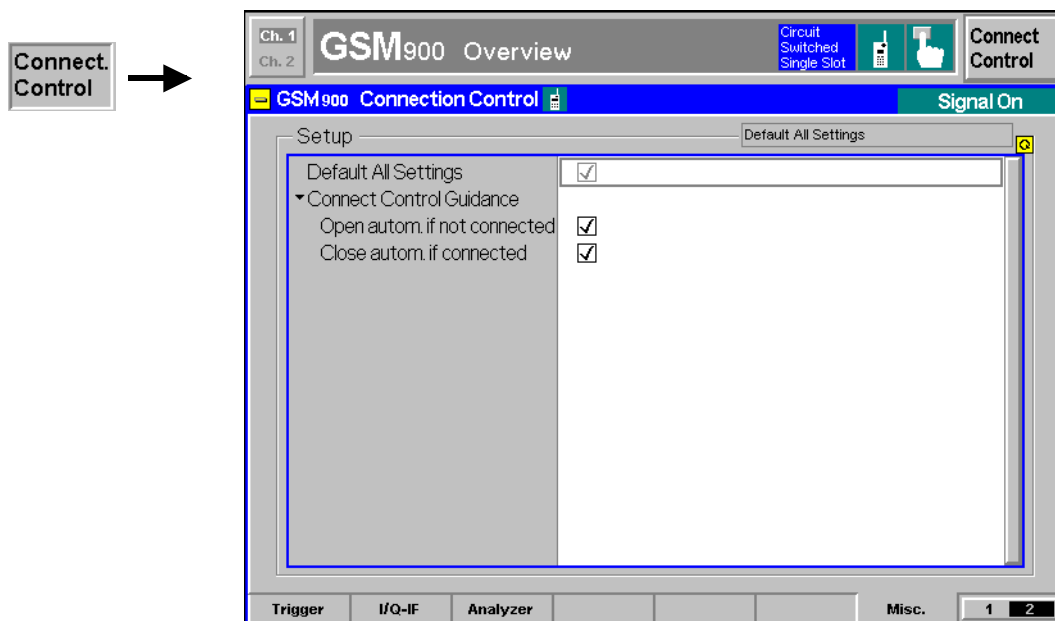 Connect.
Control
Ch. 1
Ch. 2
GSM900 Overview
Circuit
Switched
Single Slot
Connect
Control
GSM900 Connection Control
Signal On
Setup
Default All Settings
Default All Settings
Connect Control Guidance
Open autom. if not connected
Close autom. if connected
Trigger
I/Q-IF
Analyzer
Misc.
1 2